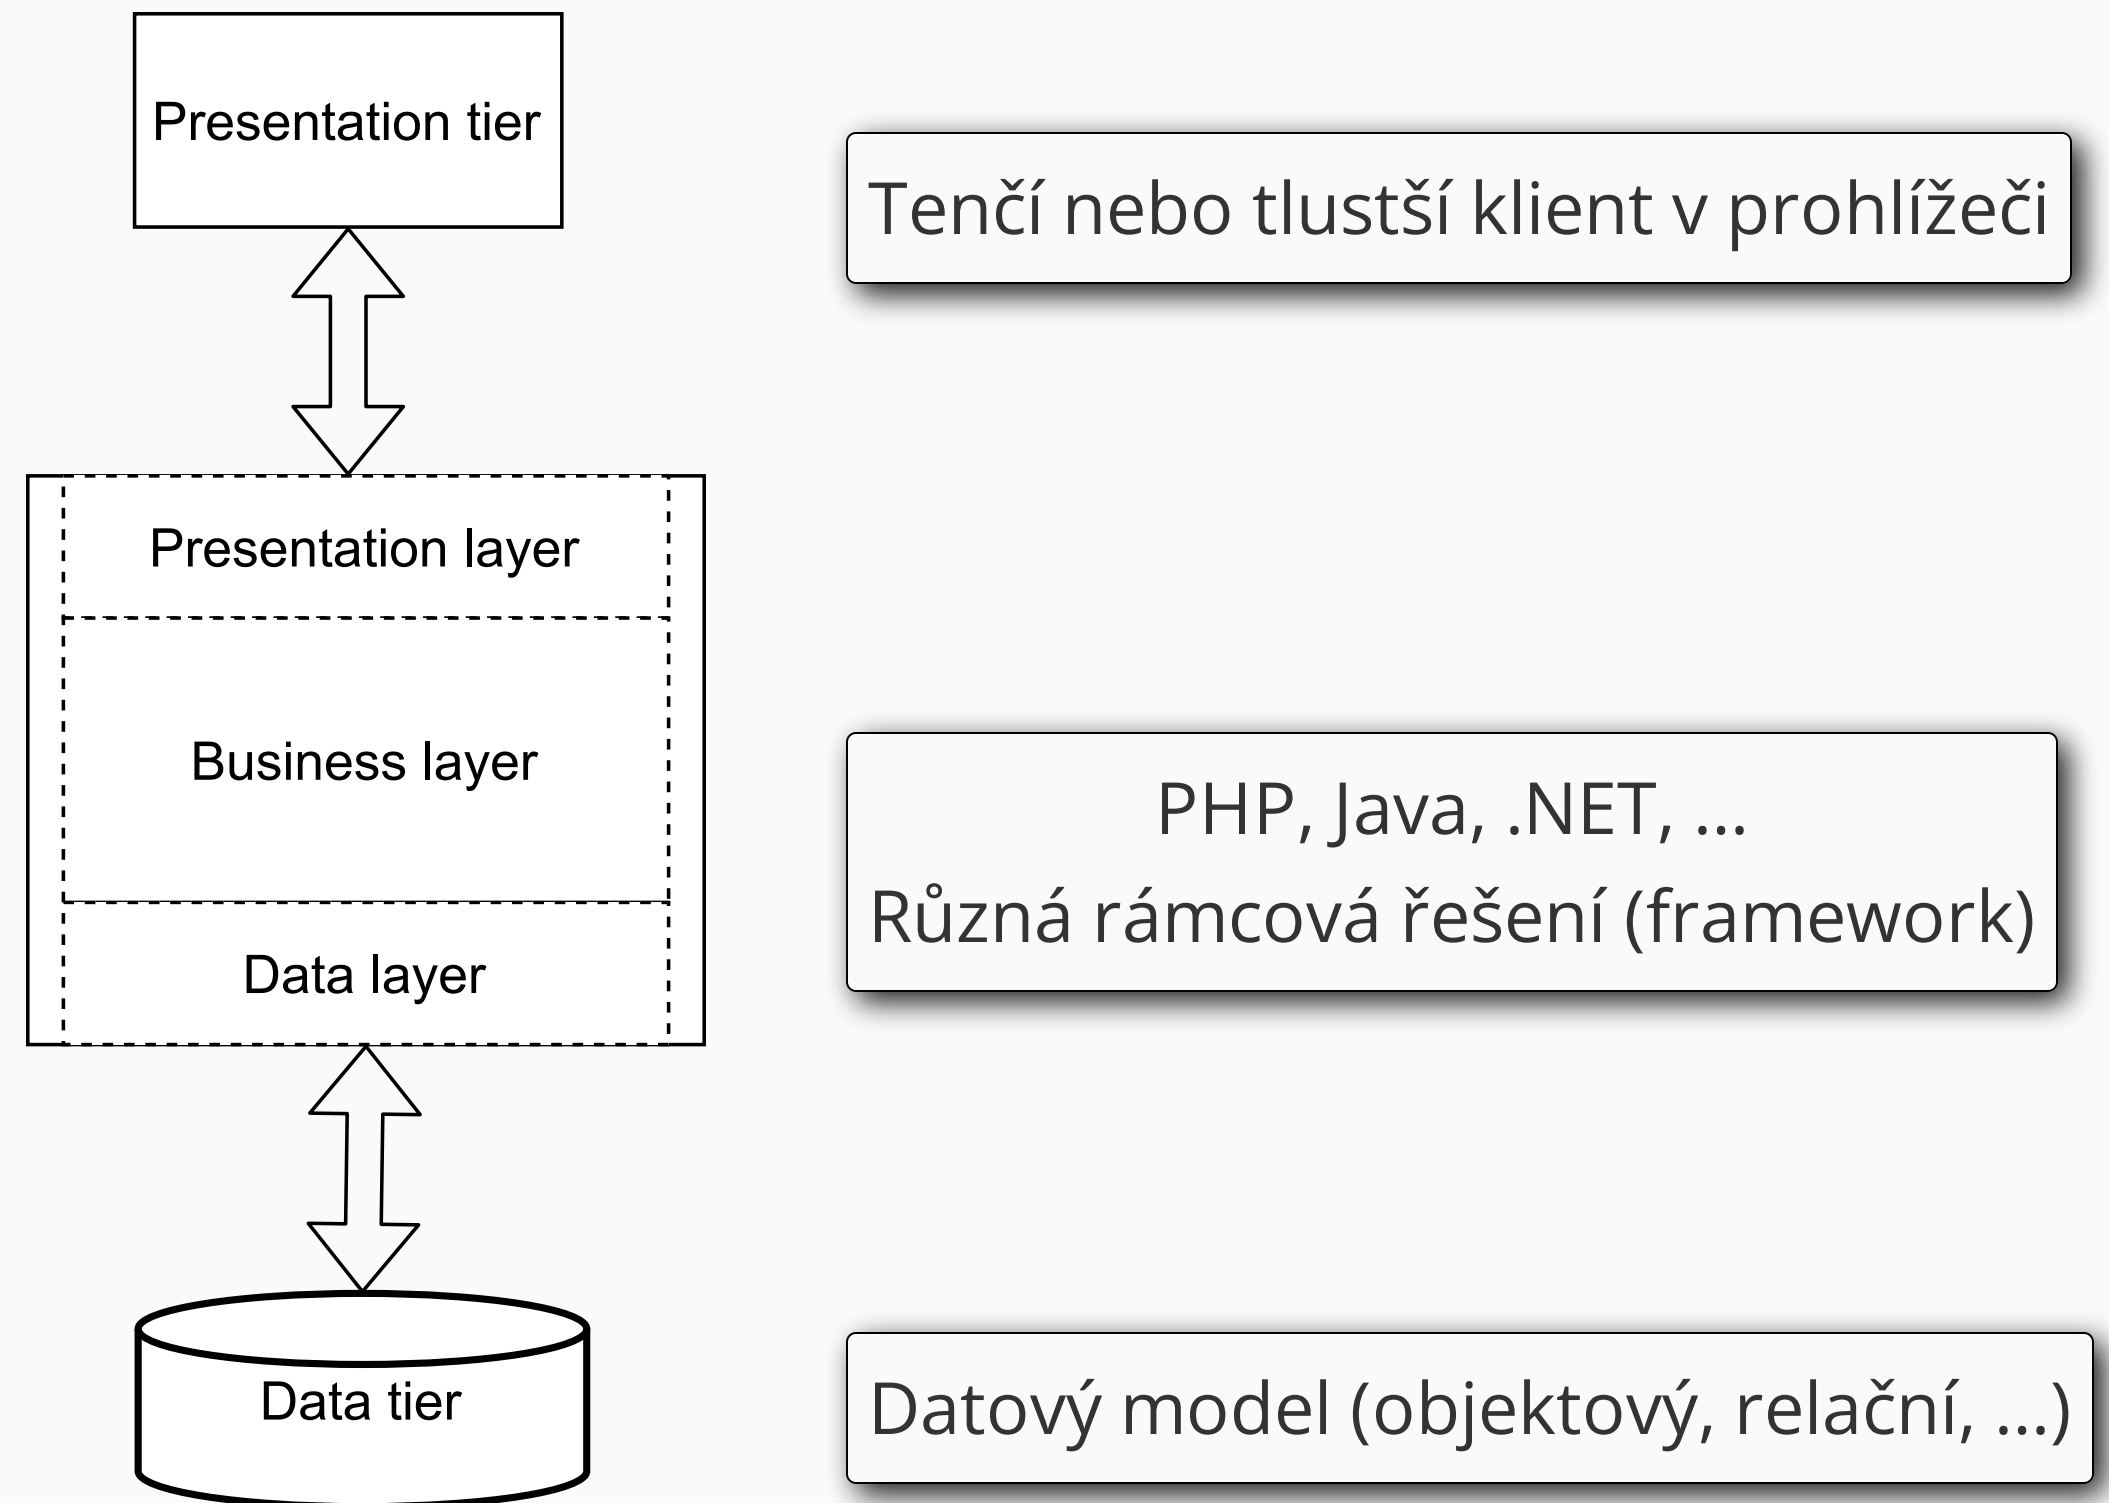 Presentation tier
Tenčí nebo tlustší klient v prohlížeči
Presentation layer
Business layer
PHP, Java, .NET, ...
Různá rámcová řešení (framework)
Data layer
Data tier
Datový model (objektový, relační, ...)